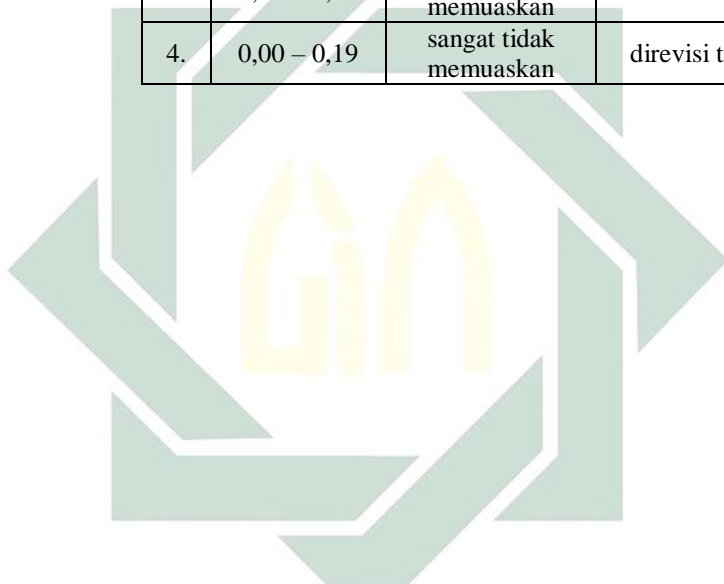 memuaskan
4. 0,00 – 0,19 sangat tidak
memuaskan direvisi t